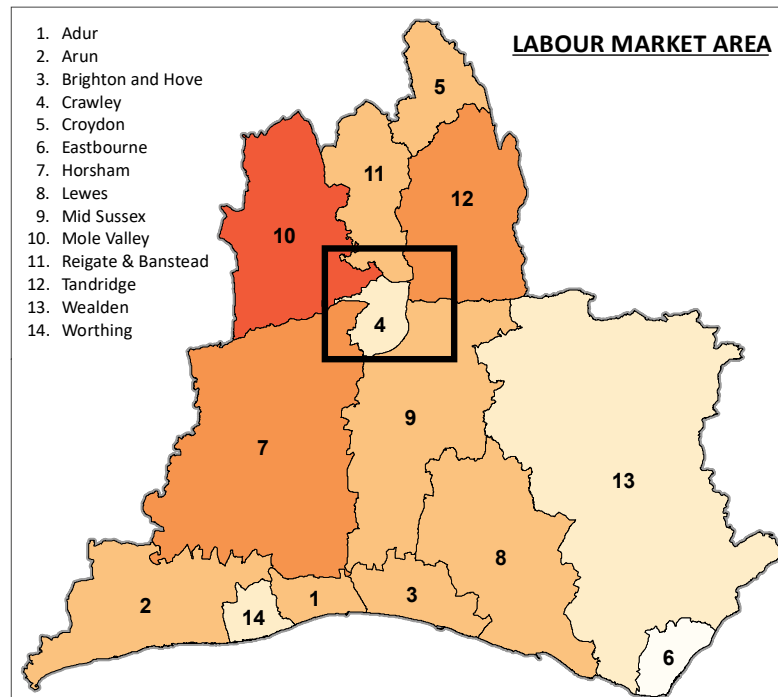 LABOUR MARKET AREA
1. Adur
2. Arun
3. Brighton and Hove
4. Crawley
5. Croydon
6. Eastbourne
7. Horsham
8. Lewes
9. Mid Sussex
10. Mole Valley
11. Reigate & Banstead
12. Tandridge
13. Wealden
14. Worthing
5
11
12
10
4
9
7
13
8
2
14
1
3
6